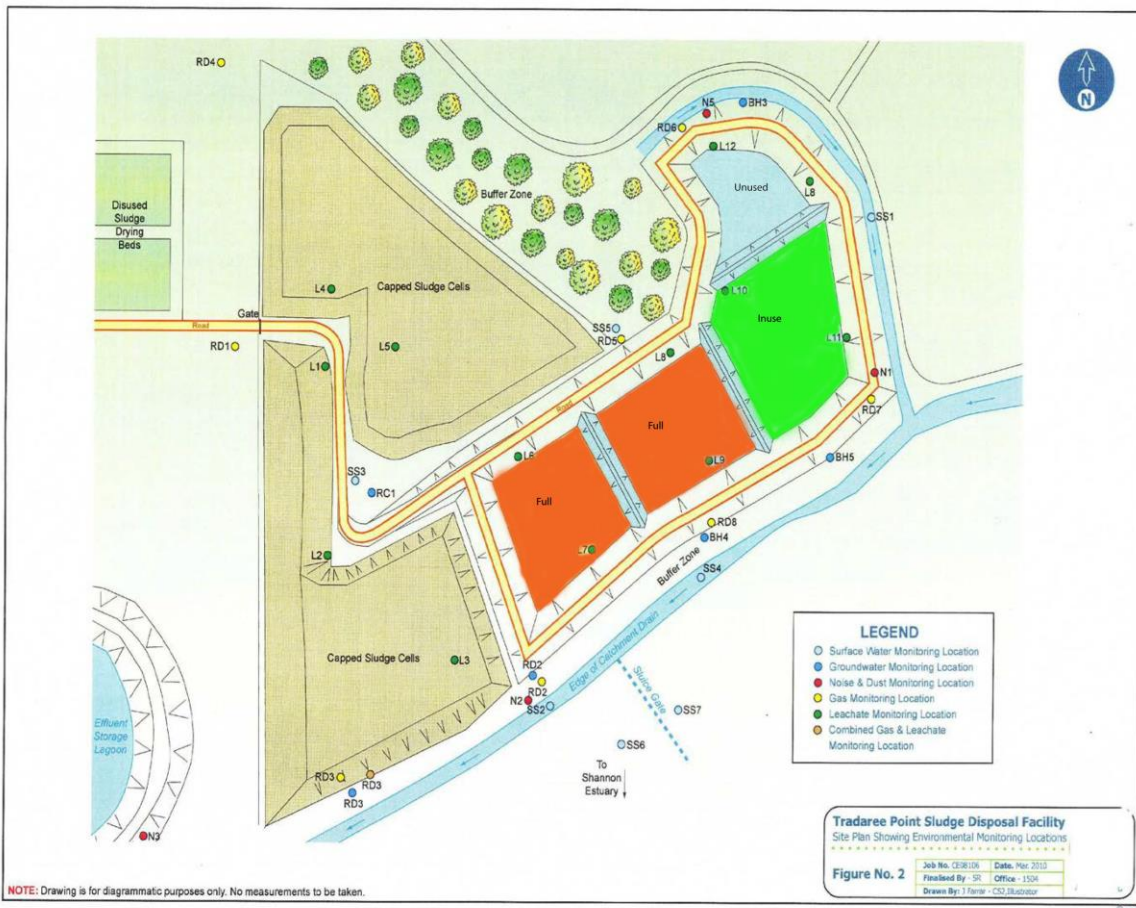 N
RD4
N5
BH3
RD6
L12
Unused
L8
SS1
Buffer Zone
Disused
Sludge
Drying
Beds
L4
Capped Sludge Cells
L10
Inuse
Gate
Road
SS5
RD5
RD1
L5
L8
L11
L1
N1
RD7
Road
Full
L6
L9
BH5
SS3
RC1
Full
RD8
BH4
Buffer Zone
L2
L7
SS4
Edge of Catchment Drain
Capped Sludge Cells
L3
RD2
RD2
N2
SS2
Sluice Gate
SS7
SS6
To
Shannon
Estuary
Effluent
Storage
Lagoon
RD3
RD3
RD3
N3
LEGEND
Surface Water Monitoring Location
Groundwater Monitoring Location
Noise & Dust Monitoring Location
Gas Monitoring Location
Leachate Monitoring Location
Combined Gas & Leachate
Monitoring Location
Tradaree Point Sludge Disposal Facility
Site Plan Showing Environmental Monitoring Locations
Figure No. 2
Job No. CE08106
Date. Mar. 2010
Finalised By - SR
Office - 1504
Drawn By: J Farrar - CS2,Illustrator
NOTE: Drawing is for diagrammatic purposes only. No measurements to be taken.